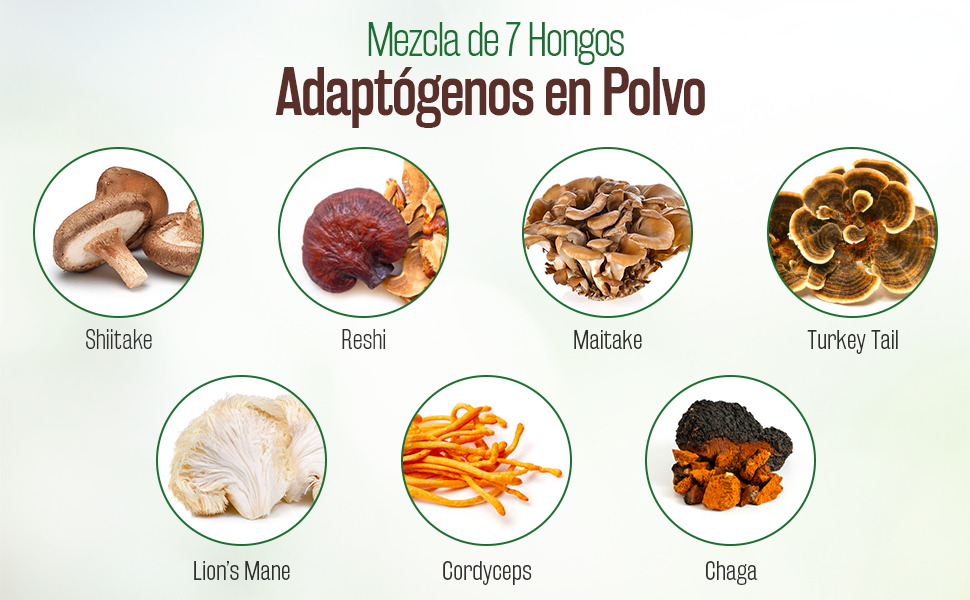 Mezcla de 7 Hongos
Adaptógenos en Polvo
Shiitake
Reshi
Maitake
Turkey Tail
Lion's Mane
Cordyceps
Chaga